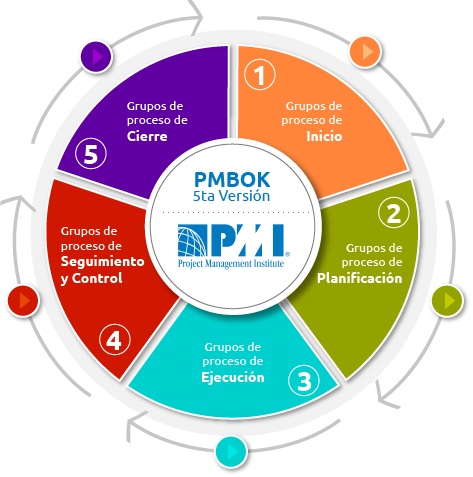 PMBOK
5ta Versión
PMI®
Project Management Institute
1
Grupos de
proceso de
Inicio
2
Grupos de
proceso de
Planificación
3
Grupos de
proceso de
Ejecución
4
Grupos de
proceso de
Seguimiento
y Control
5
Grupos de
proceso de
Cierre